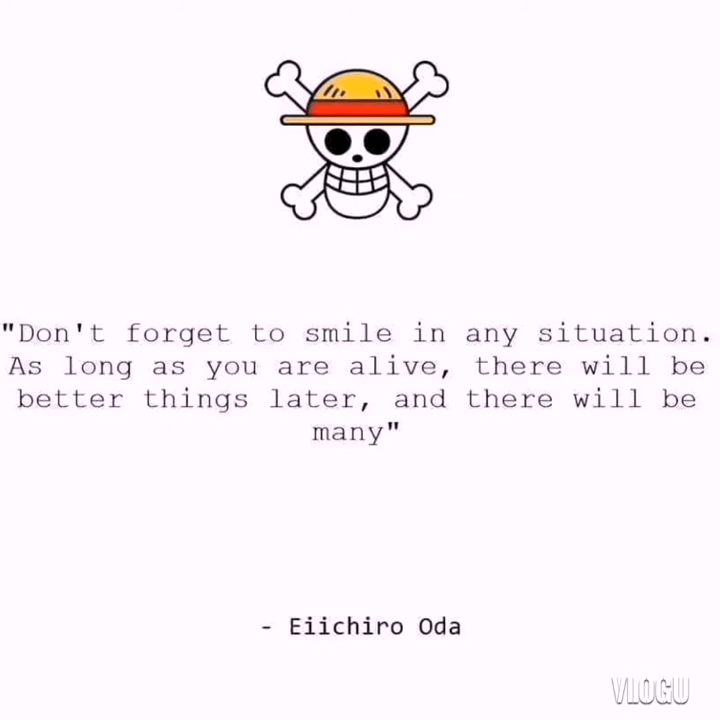 "Don't forget to smile in any situation.
As long as you are alive, there will be
better things later, and there will be
many"
- Eiichiro Oda
VLOGU